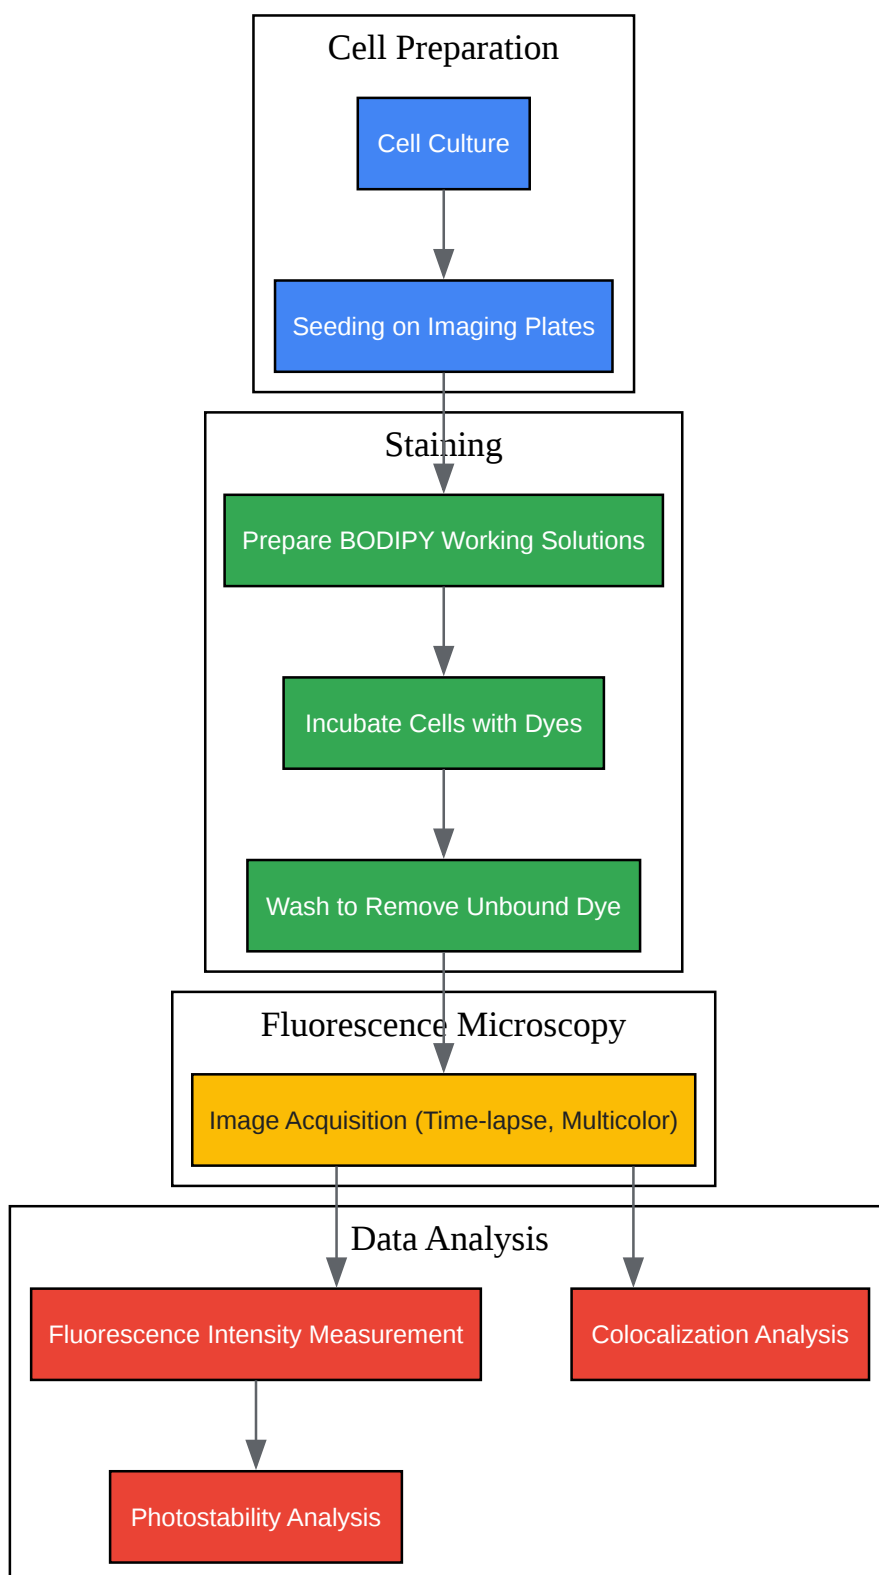 Cell Preparation
Cell Culture
Seeding on Imaging Plates
Staining
Prepare BODIPY Working Solutions
Incubate Cells with Dyes
Wash to Remove Unbound Dye
Fluorescence Microscopy
Image Acquisition (Time-lapse, Multicolor)
Data Analysis
Fluorescence Intensity Measurement
Colocalization Analysis
Photostability Analysis